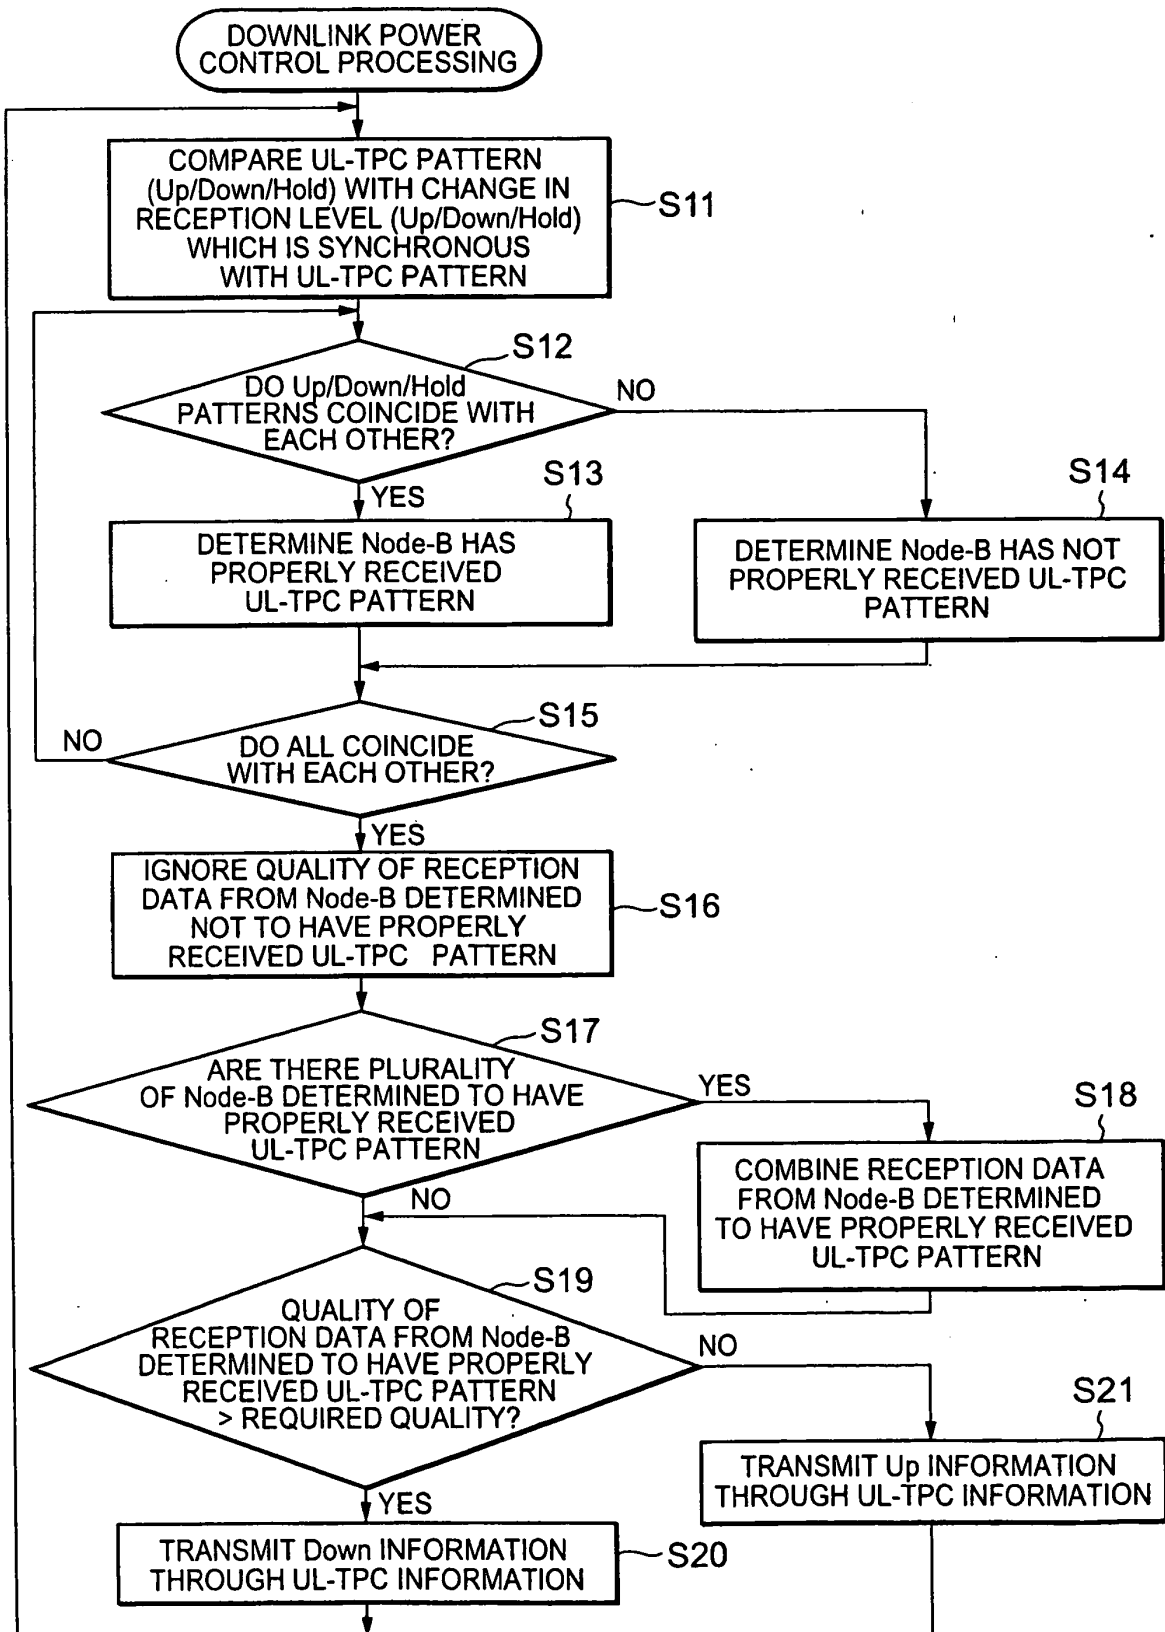 DOWNLINK POWER
CONTROL PROCESSING
COMPARE UL-TPC PATTERN
(Up/Down/Hold) WITH CHANGE IN
RECEPTION LEVEL (Up/Down/Hold)
WHICH IS SYNCHRONOUS
WITH UL-TPC PATTERN
S11
S12
DO Up/Down/Hold
PATTERNS COINCIDE WITH
EACH OTHER?
NO
YES
S13
DETERMINE Node-B HAS
PROPERLY RECEIVED
UL-TPC PATTERN
S14
DETERMINE Node-B HAS NOT
PROPERLY RECEIVED UL-TPC
PATTERN
S15
NO
DO ALL COINCIDE
WITH EACH OTHER?
YES
IGNORE QUALITY OF RECEPTION
DATA FROM Node-B DETERMINED
NOT TO HAVE PROPERLY
RECEIVED UL-TPC PATTERN
S16
S17
ARE THERE PLURALITY
OF Node-B DETERMINED TO HAVE
PROPERLY RECEIVED
UL-TPC PATTERN
YES
NO
S18
COMBINE RECEPTION DATA
FROM Node-B DETERMINED
TO HAVE PROPERLY RECEIVED
UL-TPC PATTERN
S19
QUALITY OF
RECEPTION DATA FROM Node-B
DETERMINED TO HAVE PROPERLY
RECEIVED UL-TPC PATTERN
> REQUIRED QUALITY?
NO
YES
S21
TRANSMIT Up INFORMATION
THROUGH UL-TPC INFORMATION
TRANSMIT Down INFORMATION
THROUGH UL-TPC INFORMATION
S20